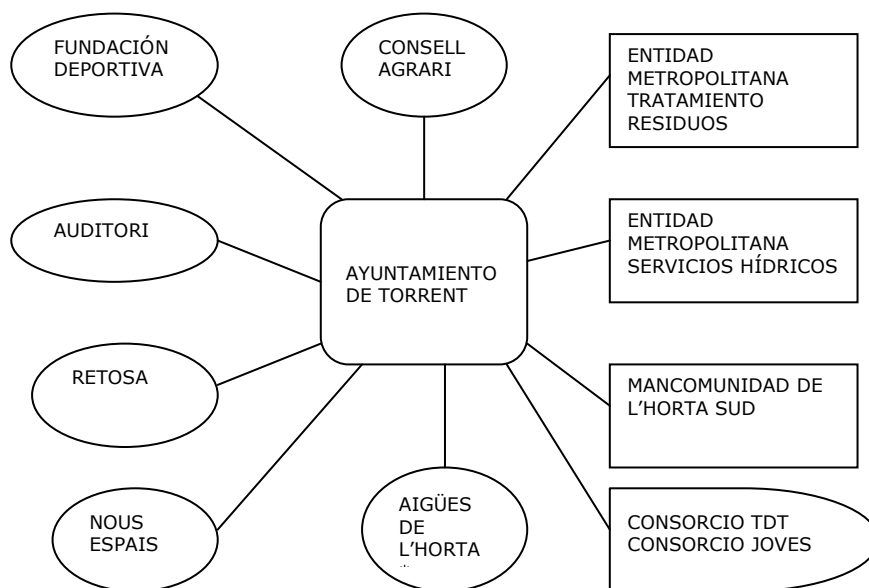 FUNDACIÓN
DEPORTIVA
CONSELL
AGRARI
ENTIDAD
METROPOLITANA
TRATAMIENTO
RESIDUOS
AUDITORI
AYUNTAMIENTO
DE TORRENT
ENTIDAD
METROPOLITANA
SERVICIOS HÍDRICOS
RETOSA
MANCOMUNIDAD DE
L’HORTA SUD
NOUS
ESPAIS
AIGÜES
DE
L’HORTA
*
CONSORCIO TDT
CONSORCIO JOVES